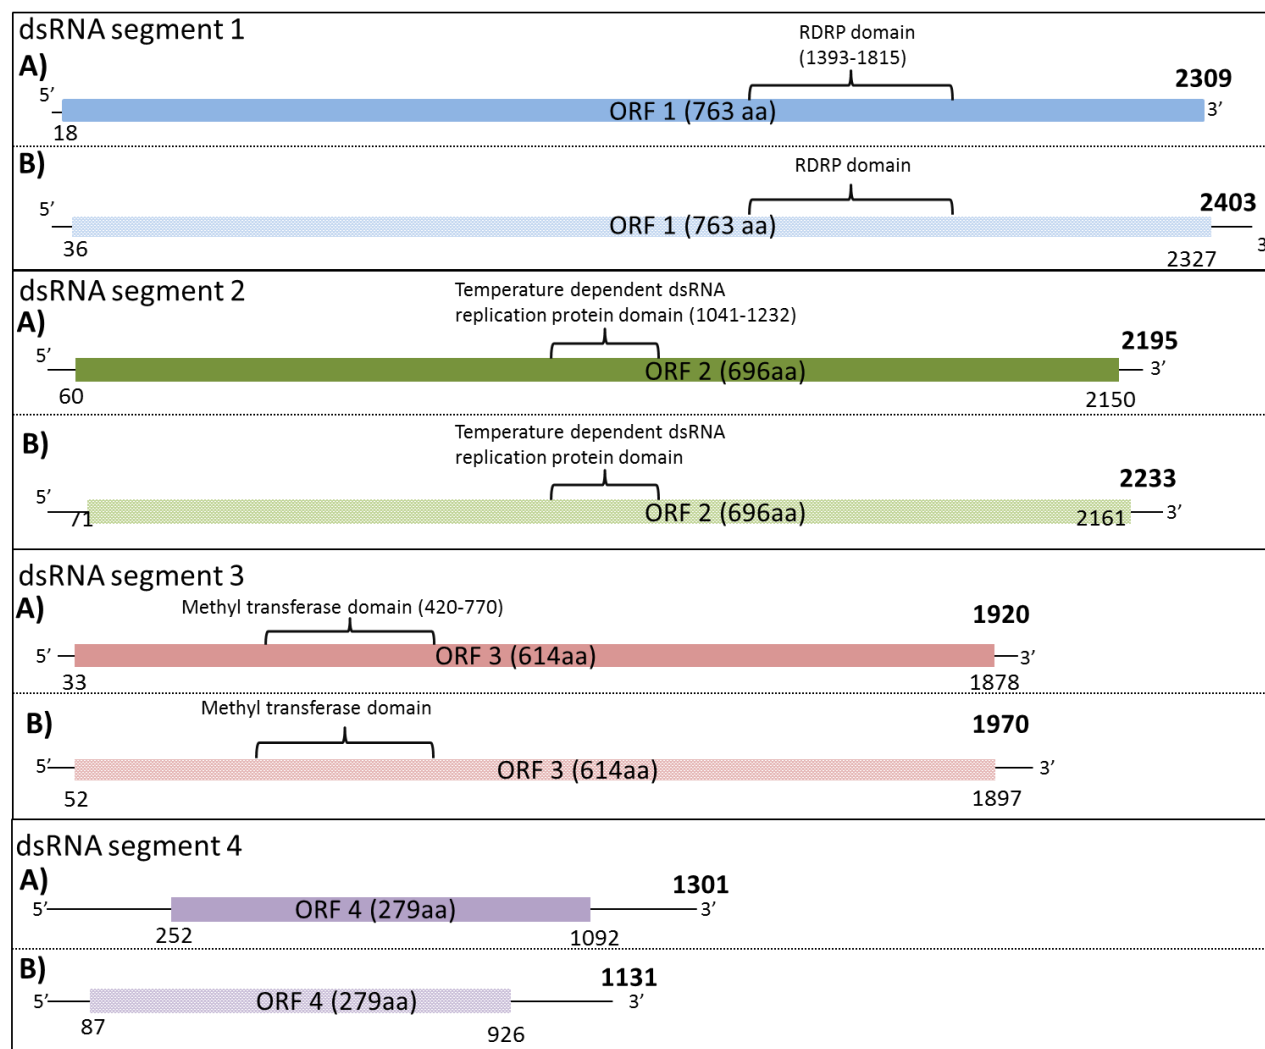 dsRNA segment 1
RDRP domain
(1393-1815)
A)
2309
5’
ORF 1 (763 aa)
3’
18
B)
RDRP domain
2403
5’
ORF 1 (763 aa)
36
3
2327
dsRNA segment 2
Temperature dependent dsRNA
replication protein domain (1041-1232)
A)
2195
5’
ORF 2 (696aa)
3’
60
2150
B)
Temperature dependent dsRNA
replication protein domain
2233
5’
71
ORF 2 (696aa)
2161
3’
dsRNA segment 3
A)
Methyl transferase domain (420-770)
1920
5’
ORF 3 (614aa)
3’
33
1878
B)
Methyl transferase domain
1970
5’
ORF 3 (614aa)
3’
52
1897
dsRNA segment 4
A)
1301
5’
ORF 4 (279aa)
3’
252
1092
B)
1131
5’
ORF 4 (279aa)
3’
87
926